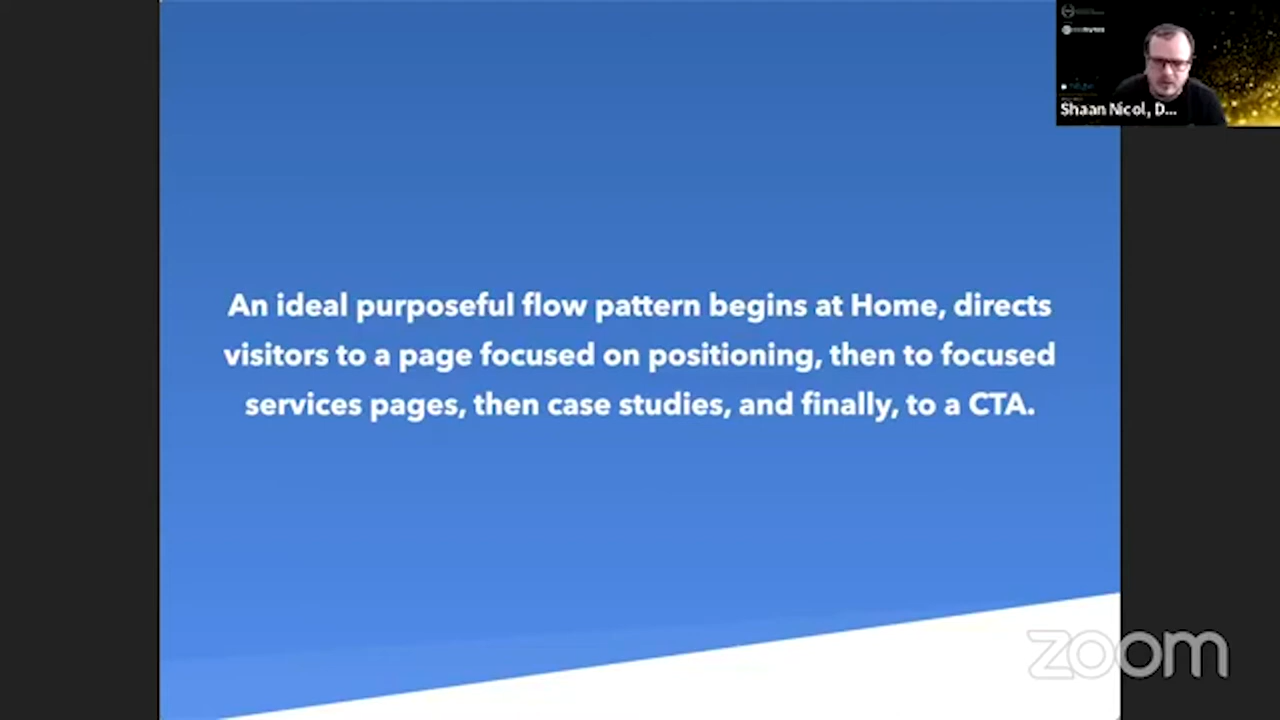 Shaan Nicol, D...
An ideal purposeful flow pattern begins at Home, directs
visitors to a page focused on positioning, then to focused
services pages, then case studies, and finally, to a CTA.
zoom